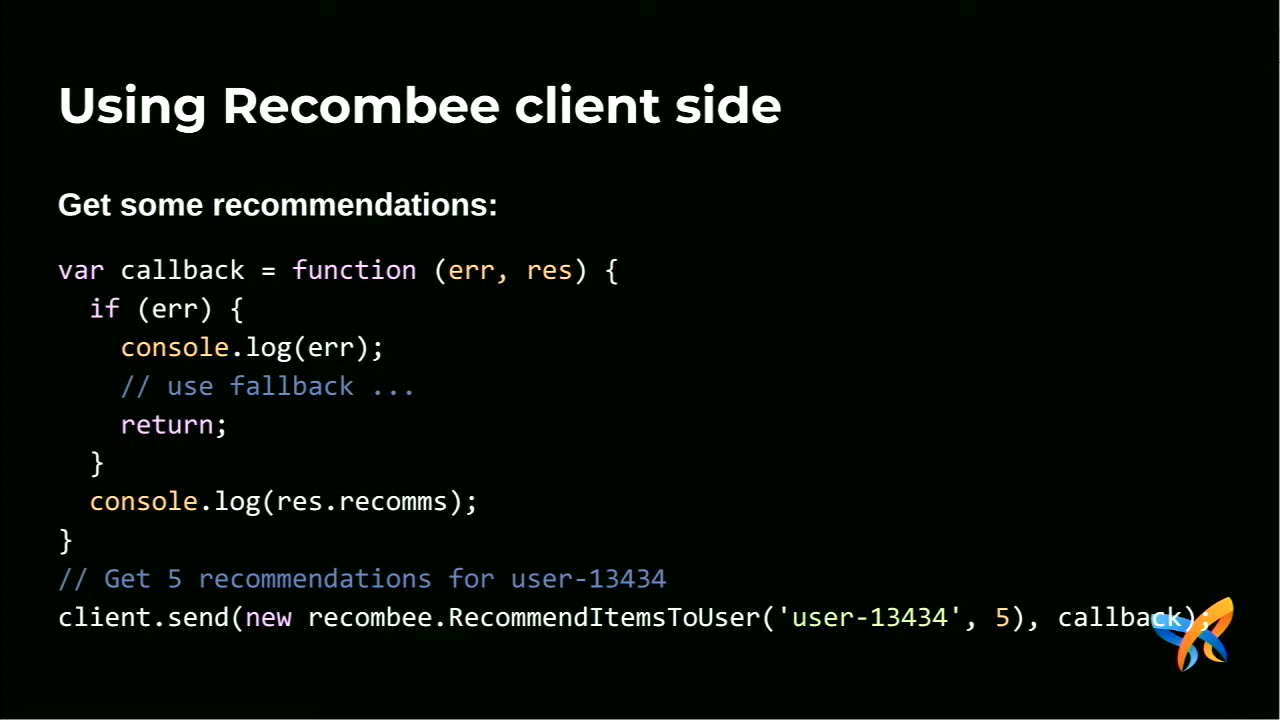 Using Recombee client side
Get some recommendations:
var callback = function (err, res) {
  if (err) {
    console.log(err);
    // use fallback ...
    return;
  }
  console.log(res.recomms);
}
// Get 5 recommendations for user-13434
client.send(new recombee.RecommendItemsToUser('user-13434', 5), callback);